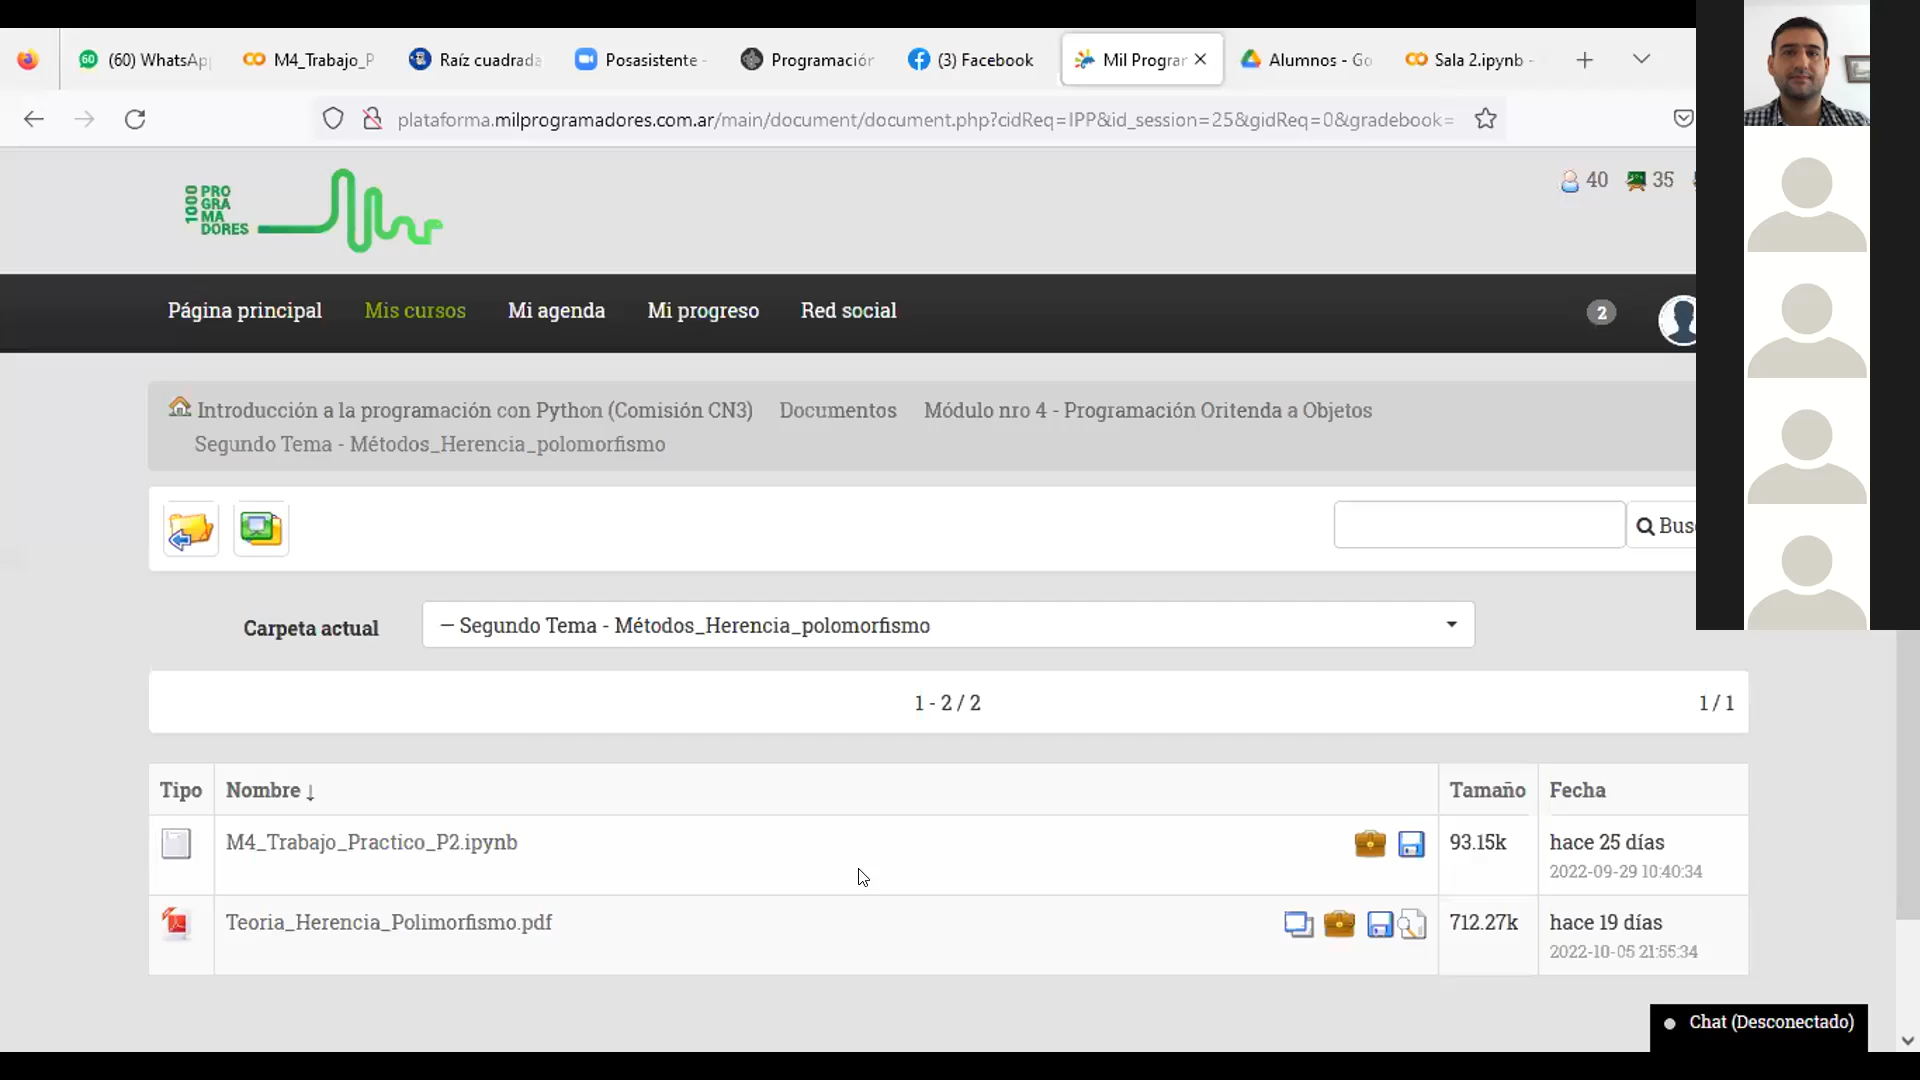 60 (60) WhatsAp
M4_Trabajo_P
Raíz cuadrada
Posasistente -
Programación
(3) Facebook
Mil Progra
Alumnos - Go
Sala 2.ipynb -
plataforma.milprogramadores.com.ar/main/document/document.php?cidReq=IPP&id_session=25&gidReq=0&gradebook=
1000
PRO
GRA
MA
DORES
40
35
Página principal
Mis cursos
Mi agenda
Mi progreso
Red social
2
Introducción a la programación con Python (Comisión CN3)
Documentos
Módulo nro 4 - Programación Oritenda a Objetos
Segundo Tema - Métodos_Herencia_polomorfismo
Bus
Carpeta actual
— Segundo Tema - Métodos_Herencia_polomorfismo
1 - 2 / 2
1 / 1
Tipo
Nombre ↓
Tamaño
Fecha
M4_Trabajo_Practico_P2.ipynb
93.15k
hace 25 días
2022-09-29 10:40:34
Teoria_Herencia_Polimorfismo.pdf
712.27k
hace 19 días
2022-10-05 21:55:34
Chat (Desconectado)